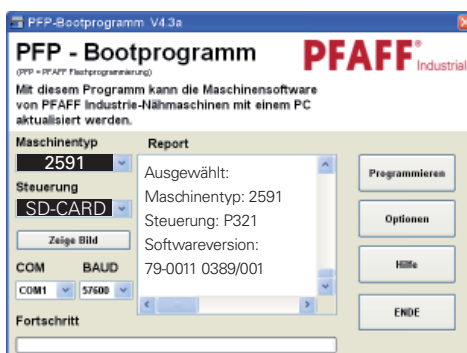 PFP-Bootprogramm V4.3a
PFP - Bootprogramm
(PFP = PFAFF Flashprogrammierung)
PFAFF Industrial
Mit diesem Programm kann die Maschinensoftware
von PFAFF Industrie-Nähmaschinen mit einem PC
aktualisiert werden.
Maschinentyp
2591
Steuerung
SD-CARD
Zeige Bild
COM BAUD
COM1 57600
Report
Ausgewählt:
Maschinentyp: 2591
Steuerung: P321
Softwareversion:
79-0011 0389/001
Programmieren
Optionen
Hilfe
ENDE
Fortschritt